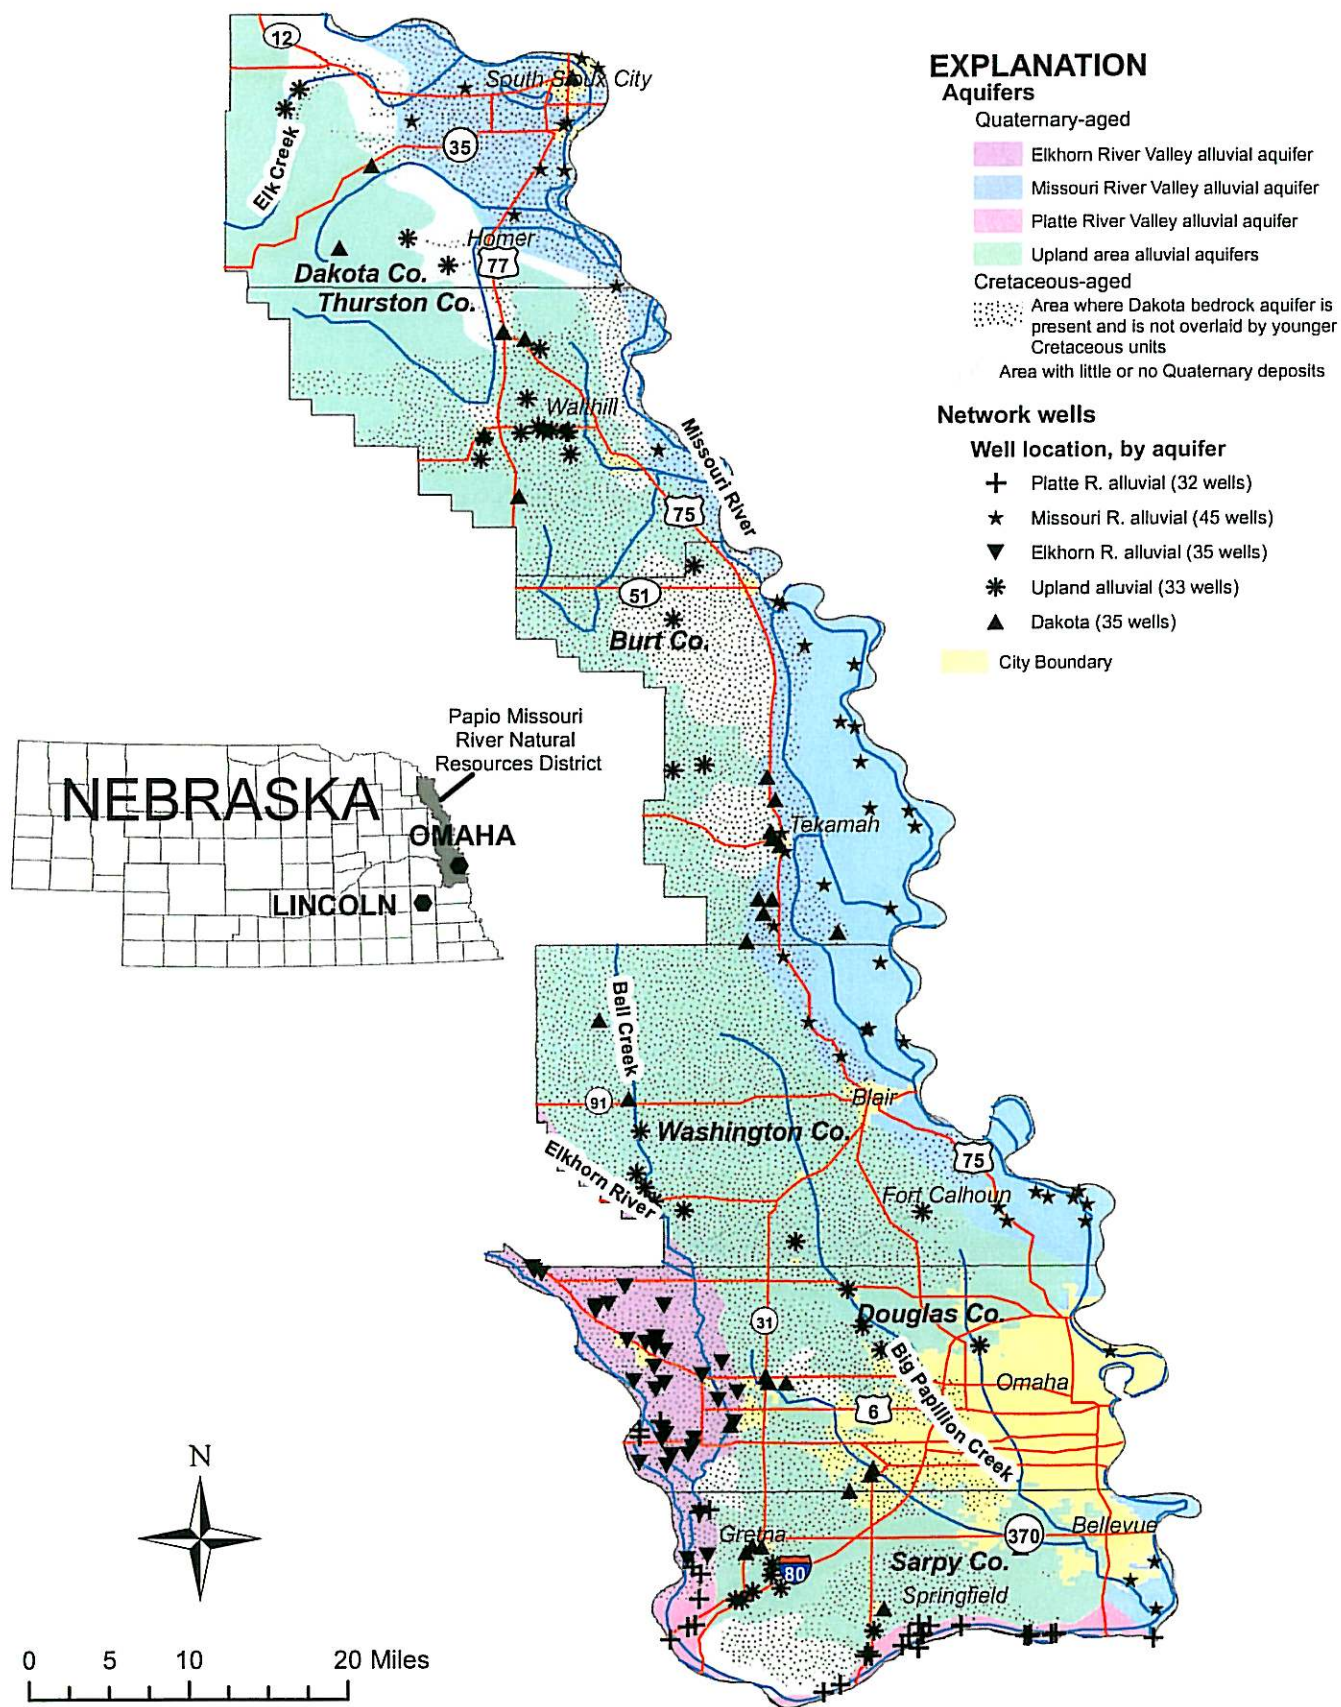 EXPLANATION
Aquifers
Quaternary-aged
Elkhorn River Valley alluvial aquifer
Missouri River Valley alluvial aquifer
Platte River Valley alluvial aquifer
Upland area alluvial aquifers
Cretaceous-aged
Area where Dakota bedrock aquifer is
present and is not overlaid by younger
Cretaceous units
Area with little or no Quaternary deposits
Network wells
Well location, by aquifer
Platte R. alluvial (32 wells)
Missouri R. alluvial (45 wells)
Elkhorn R. alluvial (35 wells)
Upland alluvial (33 wells)
Dakota (35 wells)
City Boundary
12
South Sioux City
35
Elk Creek
Homer
77
Dakota Co.
Thurston Co.
Walthill
Missouri River
75
51
Burt Co.
Papio Missouri
River Natural
Resources District
NEBRASKA
OMAHA
LINCOLN
Tekamah
Bell Creek
91
Blair
Washington Co.
75
Elkhorn River
Fort Calhoun
31
Douglas Co.
Big Papillion Creek
Omaha
6
Gretna
370
Bellevue
80
Sarpy Co.
Springfield
N
0 5 10 20 Miles